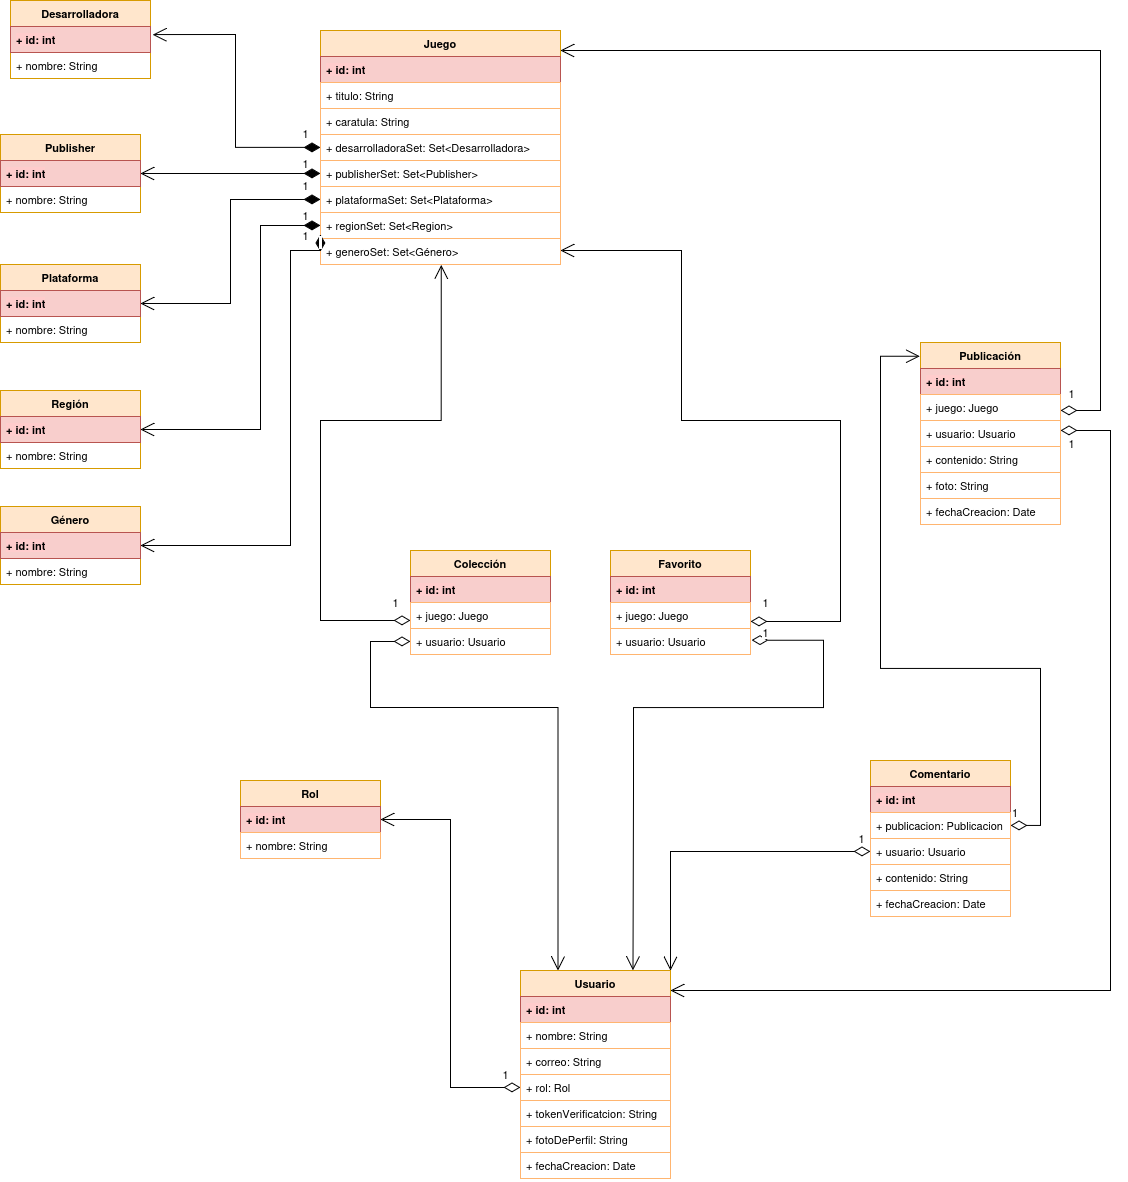 Desarrolladora
+ id: int
+ nombre: String
Publisher
+ id: int
+ nombre: String
Plataforma
+ id: int
+ nombre: String
Región
+ id: int
+ nombre: String
Género
+ id: int
+ nombre: String
Juego
+ id: int
+ titulo: String
+ caratula: String
+ desarrolladoraSet: Set<Desarrolladora>
+ publisherSet: Set<Publisher>
+ plataformaSet: Set<Plataforma>
+ regionSet: Set<Region>
+ generoSet: Set<Género>
1
1
1
1
1
Publicación
+ id: int
+ juego: Juego
+ usuario: Usuario
+ contenido: String
+ foto: String
+ fechaCreacion: Date
1
1
Colección
+ id: int
+ juego: Juego
+ usuario: Usuario
1
Favorito
+ id: int
+ juego: Juego
+ usuario: Usuario
1
1
Rol
+ id: int
+ nombre: String
Comentario
+ id: int
+ publicacion: Publicacion
+ usuario: Usuario
+ contenido: String
+ fechaCreacion: Date
1
1
Usuario
+ id: int
+ nombre: String
+ correo: String
+ rol: Rol
+ tokenVerificatcion: String
+ fotoDePerfil: String
+ fechaCreacion: Date
1